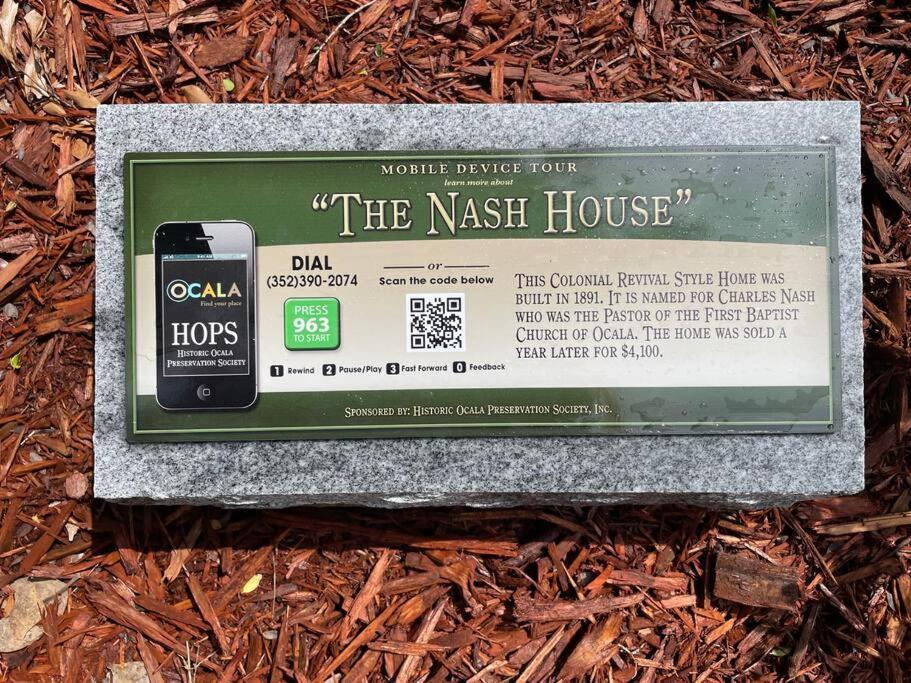 MOBILE DEVICE TOUR
learn more about
"THE NASH HOUSE"
OCALA
Find your place
HOPS
HISTORIC OCALA
PRESERVATION SOCIETY
DIAL
(352)390-2074
PRESS
963
TO START
or
Scan the code below
1 Rewind 2 Pause/Play 3 Fast Forward 0 Feedback
THIS COLONIAL REVIVAL STYLE HOME WAS
BUILT IN 1891. IT IS NAMED FOR CHARLES NASH
WHO WAS THE PASTOR OF THE FIRST BAPTIST
CHURCH OF OCALA. THE HOME WAS SOLD A
YEAR LATER FOR $4,100.
SPONSORED BY: HISTORIC OCALA PRESERVATION SOCIETY, INC.